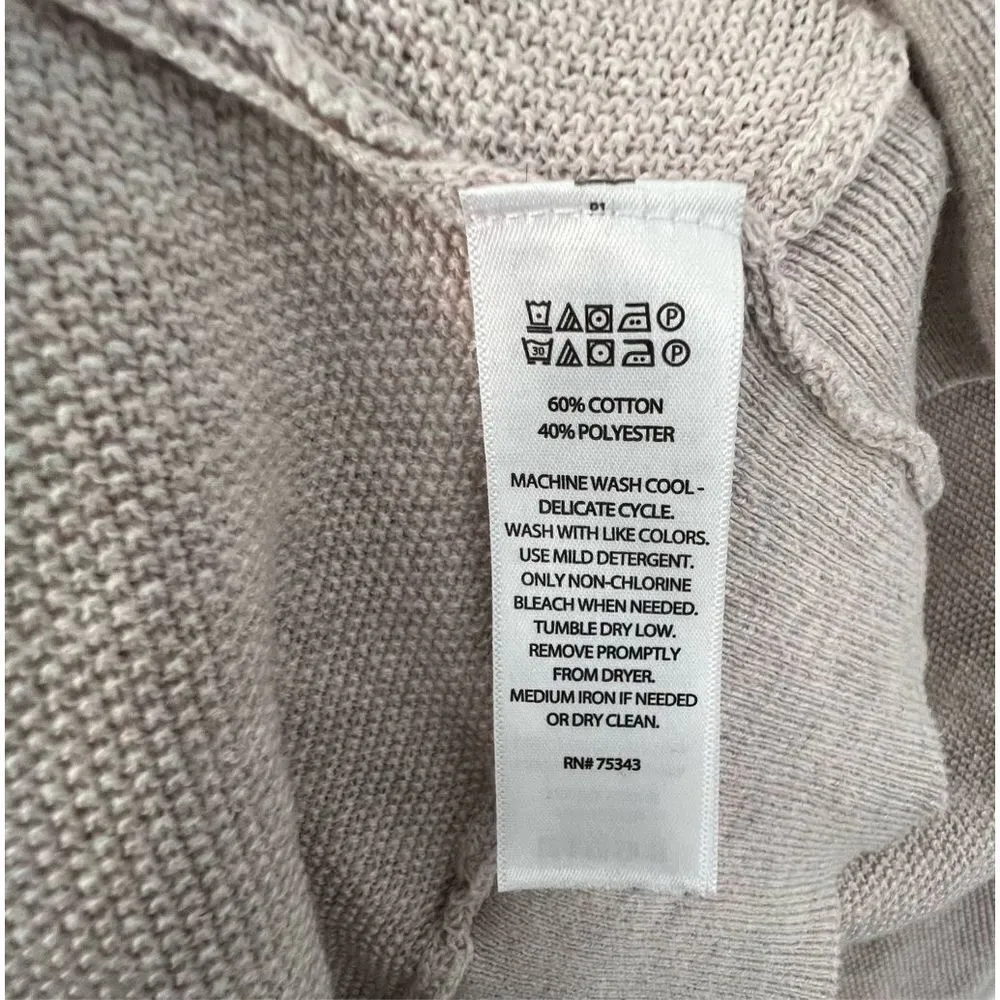 P
30 P
60% COTTON
40% POLYESTER
MACHINE WASH COOL -
DELICATE CYCLE.
WASH WITH LIKE COLORS.
USE MILD DETERGENT.
ONLY NON-CHLORINE
BLEACH WHEN NEEDED.
TUMBLE DRY LOW.
REMOVE PROMPTLY
FROM DRYER.
MEDIUM IRON IF NEEDED
OR DRY CLEAN.
RN# 75343